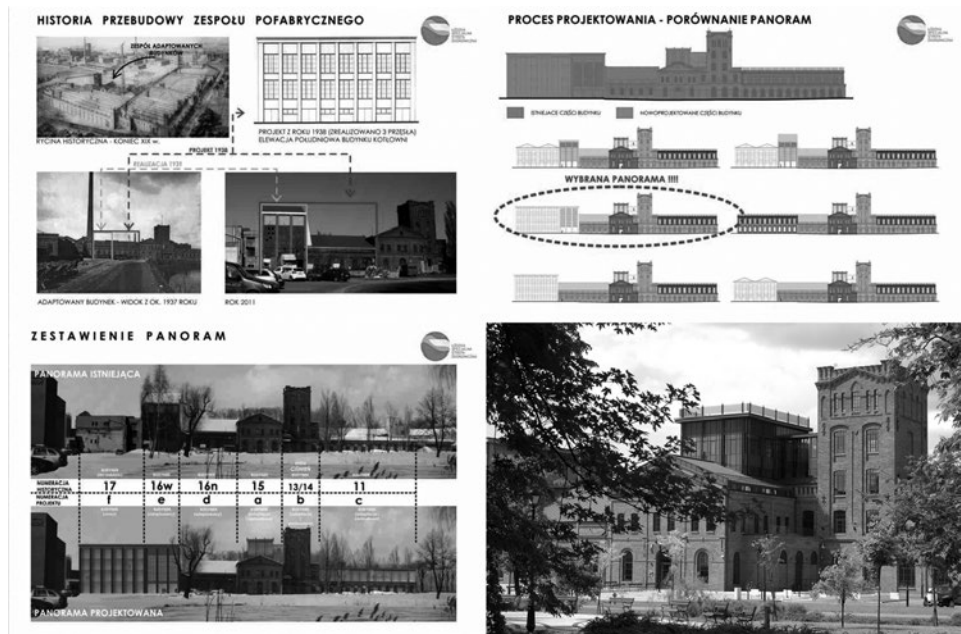 HISTORIA PRZEBUDOWY ZESPOŁU POFABRYCZNEGO
ZESPÓŁ ADAPTOWANYCH
BUDYNKÓW
RYCINA HISTORYCZNA - KONIEC XIX w.
PROJEKT Z ROKU 1938 (ZREALIZOWANO 3 PRZĘSŁA)
ELEWACJA POŁUDNIOWA BUDYNKU KOTŁOWNI
PROJEKT 1938
REALIZACJA 1939
ADAPTOWANY BUDYNEK - WIDOK Z OK. 1937 ROKU
ROK 2011
PROCES PROJEKTOWANIA - PORÓWNANIE PANORAM
ISTNIEJĄCE CZĘŚCI BUDYNKU
NOWOPROJEKTOWANE CZĘŚCI BUDYNKU
WYBRANA PANORAMA !!!!
ZESTAWIENIE PANORAM
PANORAMA ISTNIEJĄCA
NUMERACJA HISTORYCZNA 17 16w 16n 15 13/14 11
NUMERACJA PROJEKTU f e d a b c
PANORAMA PROJEKTOWANA